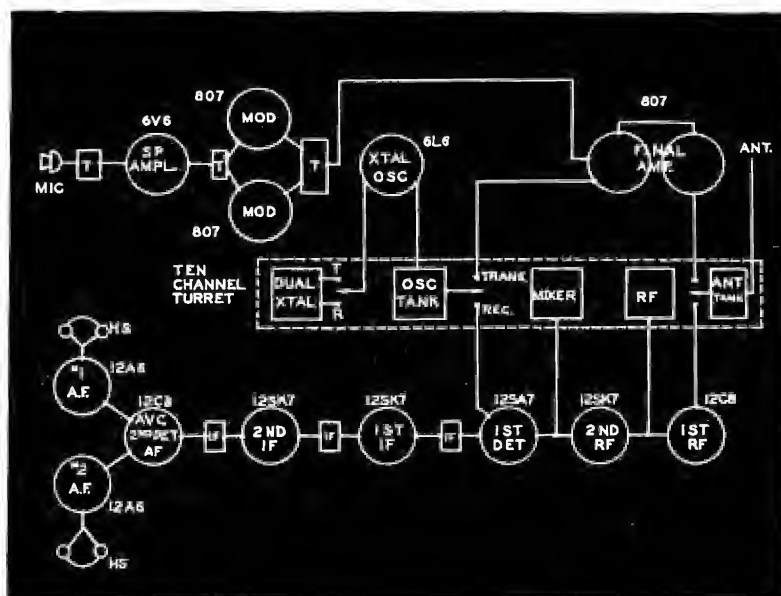 807
6V6
MOD
6L6
807
T
SP. AMPL.
T
T
XTAL OSC
FINAL AMP.
ANT.
MIC
MOD
807
TEN CHANNEL TURRET
DUAL XTAL
T
R
OSC TANK
TRANS.
REC.
MIXER
RF
ANT TANK
HS
#1 A.F.
12A6
12C8
AVC 2ND DET AF
IF
12SK7
2ND IF
IF
12SK7
1ST IF
IF
12SA7
1ST DET
12SK7
2ND RF
12C8
1ST RF
#2 A.F.
12A6
HS